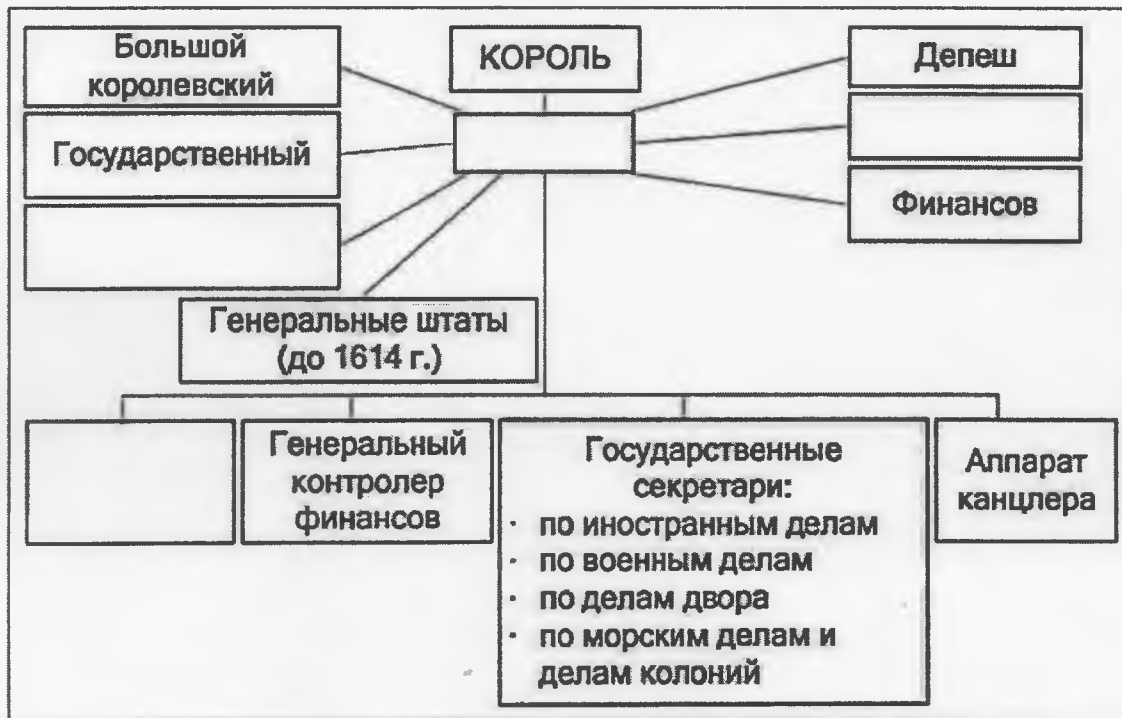 Большой
королевский
КОРОЛЬ
Депеш
Государственный
Финансов
Генеральные штаты
(до 1614 г.)
Генеральный
контролер
финансов
Государственные
секретари:
· по иностранным делам
· по военным делам
· по делам двора
· по морским делам и
делам колоний
Аппарат
канцлера